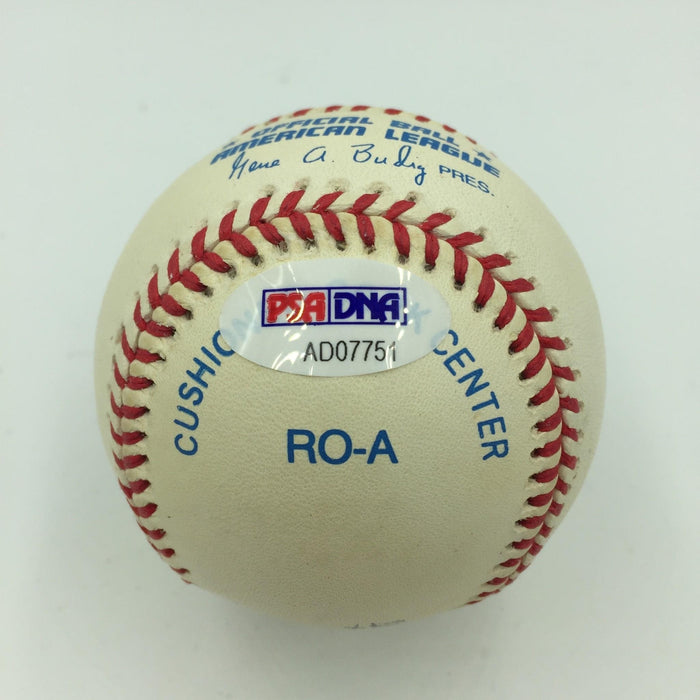 ★ OFFICIAL BALL ★
AMERICAN LEAGUE
Gene A. Budig PRES.
PSA DNA
AD07751
CUSHION K CENTER
RO-A